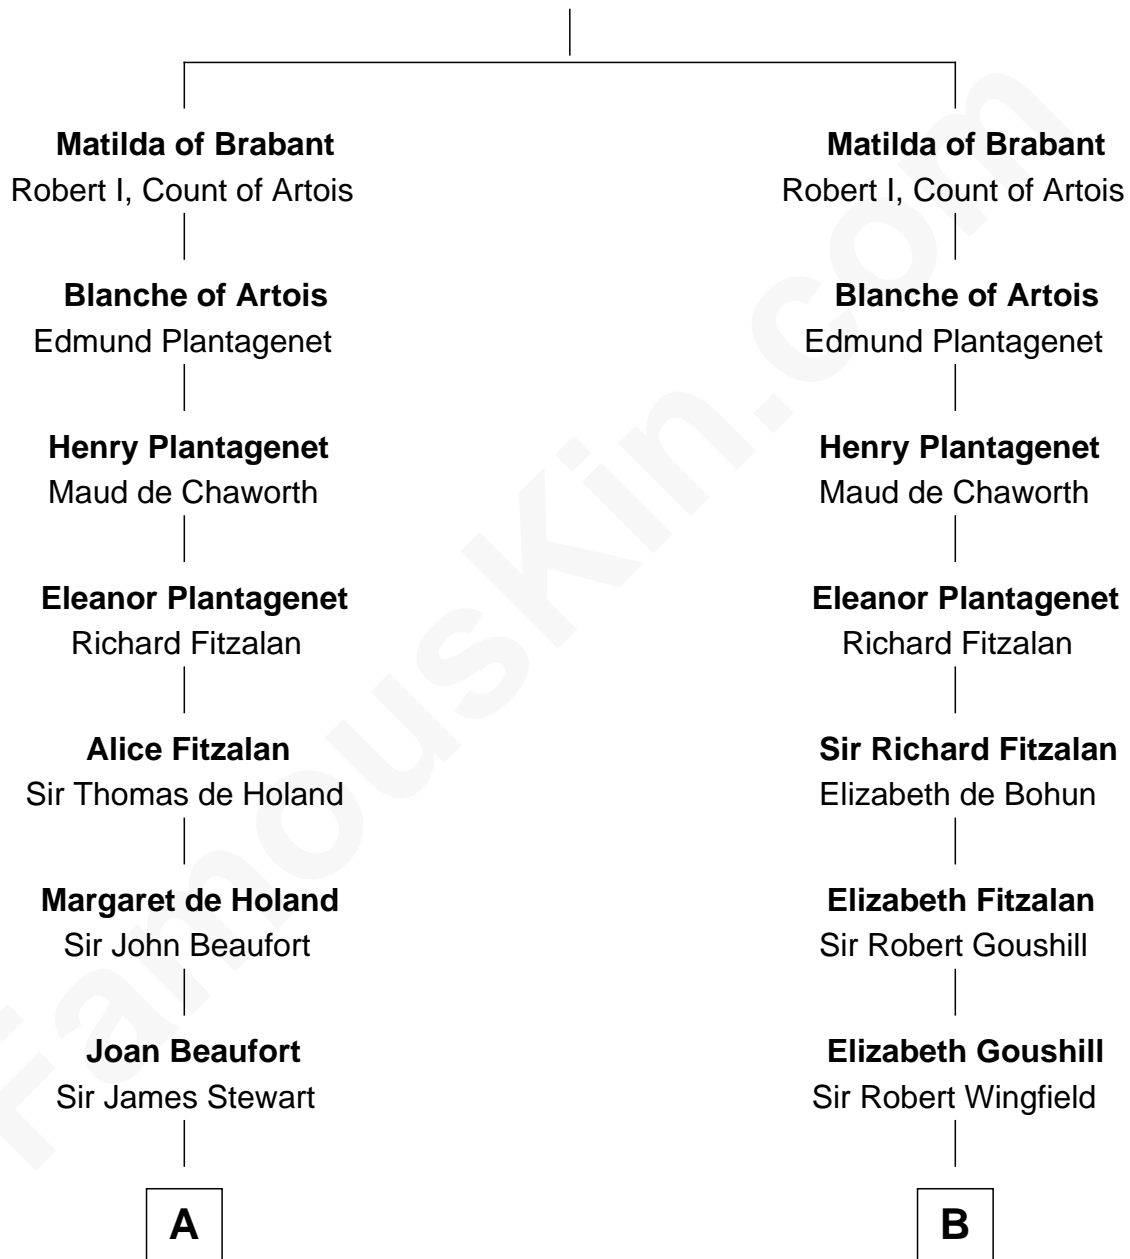 Matilda of Brabant
Robert I, Count of Artois
Blanche of Artois
Edmund Plantagenet
Henry Plantagenet
Maud de Chaworth
Eleanor Plantagenet
Richard Fitzalan
Alice Fitzalan
Sir Thomas de Holand
Margaret de Holand
Sir John Beaufort
Joan Beaufort
Sir James Stewart
A
Matilda of Brabant
Robert I, Count of Artois
Blanche of Artois
Edmund Plantagenet
Henry Plantagenet
Maud de Chaworth
Eleanor Plantagenet
Richard Fitzalan
Sir Richard Fitzalan
Elizabeth de Bohun
Elizabeth Fitzalan
Sir Robert Goushill
Elizabeth Goushill
Sir Robert Wingfield
B
FamousKin.com